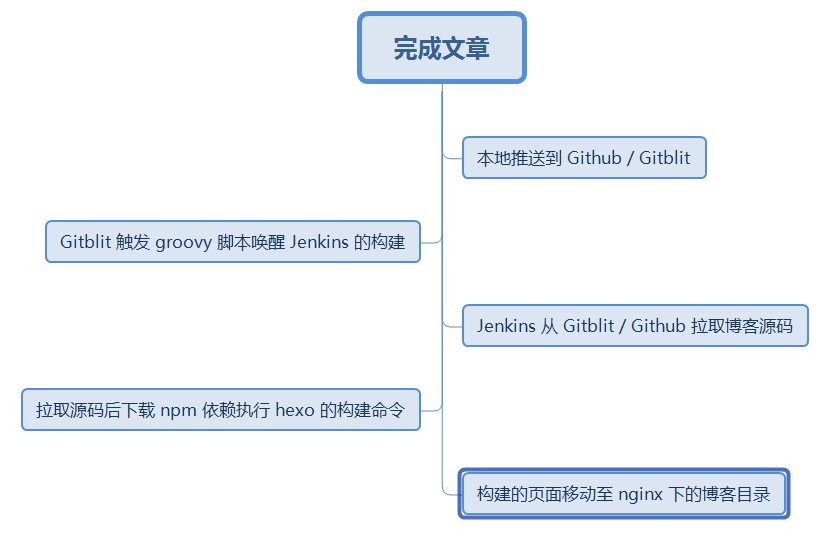 完成文章
本地推送到 Github / Gitblit
Gitblit 触发 groovy 脚本唤醒 Jenkins 的构建
Jenkins 从 Gitblit / Github 拉取博客源码
拉取源码后下载 npm 依赖执行 hexo 的构建命令
构建的页面移动至 nginx 下的博客目录